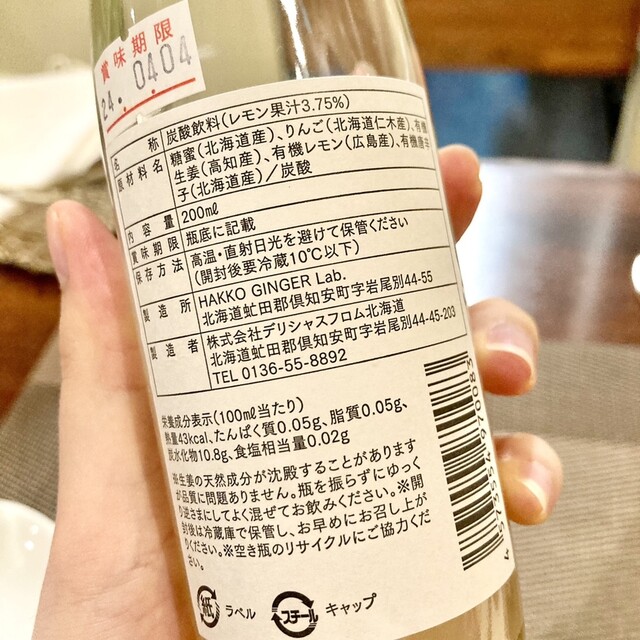 賞味期限
24. 04.04
名 称 炭酸飲料(レモン果汁3.75%)
原材料名 糖蜜(北海道産)、りんご(北海道仁木産)、有機
生姜(高知産)、有機レモン(広島産)、有機唐辛
子(北海道産)/炭酸
内容量 200㎖
賞味期限 瓶底に記載
保存方法 高温・直射日光を避けて保管ください
(開封後要冷蔵10℃以下)
製造所 HAKKO GINGER Lab.
北海道虻田郡倶知安町字岩尾別44-55
製造者 株式会社デリシャスフロム北海道
北海道虻田郡倶知安町字岩尾別44-45-203
TEL 0136-55-8892
栄養成分表示(100㎖当たり)
熱量43kcal、たんぱく質0.05g、脂質0.05g、
炭水化物10.8g、食塩相当量0.02g
※生姜の天然成分が沈殿することがあります
が品質に問題ありません。瓶を振らずにゆっく
り逆さまにしてよく混ぜてお飲みください。※開
封後は冷蔵庫で保管し、お早めにお召し上が
りください。※空き瓶のリサイクルにご協力くだ
さい。
紙 ラベル スチール キャップ